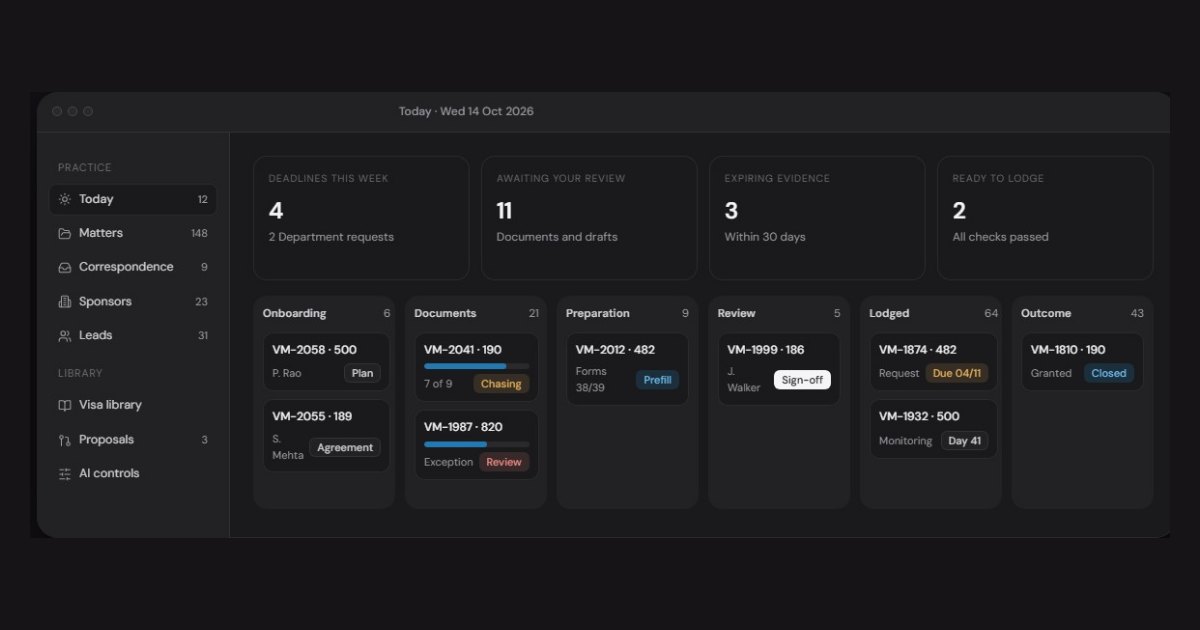 Today · Wed 14 Oct 2026
PRACTICE
Today 12
Matters 148
Correspondence 9
Sponsors 23
Leads 31
LIBRARY
Visa library
Proposals 3
AI controls
DEADLINES THIS WEEK
4
2 Department requests
AWAITING YOUR REVIEW
11
Documents and drafts
EXPIRING EVIDENCE
3
Within 30 days
READY TO LODGE
2
All checks passed
Onboarding 6
VM-2058 · 500
P. Rao Plan
VM-2055 · 189
S.
Mehta Agreement
Documents 21
VM-2041 · 190
7 of 9 Chasing
VM-1987 · 820
Exception Review
Preparation 9
VM-2012 · 482
Forms
38/39 Prefill
Review 5
VM-1999 · 186
J.
Walker Sign-off
Lodged 64
VM-1874 · 482
Request Due 04/11
VM-1932 · 500
Monitoring Day 41
Outcome 43
VM-1810 · 190
Granted Closed